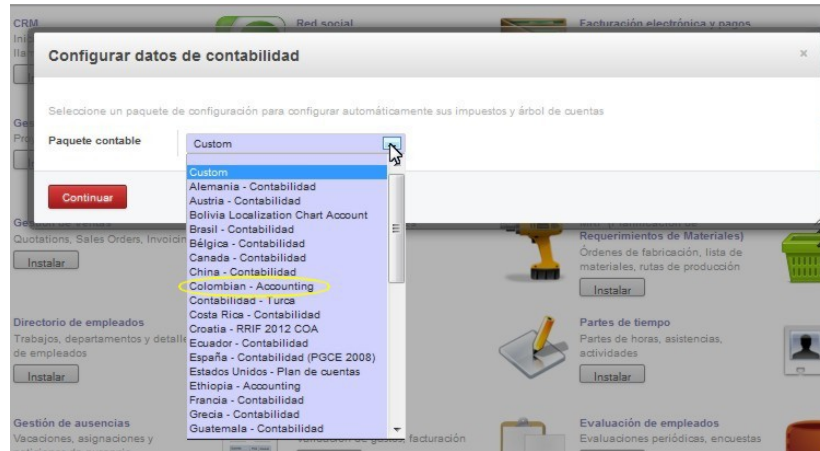 CRM
Red social
Facturación electrónica y pagos
Configurar datos de contabilidad
×
Seleccione un paquete de configuración para configurar automáticamente sus impuestos y árbol de cuentas
Paquete contable
Custom
Custom
Alemania - Contabilidad
Austria - Contabilidad
Bolivia Localization Chart Account
Brasil - Contabilidad
Bélgica - Contabilidad
Canada - Contabilidad
China - Contabilidad
Colombian - Accounting
Contabilidad - Turca
Costa Rica - Contabilidad
Croatia - RRIF 2012 COA
Ecuador - Contabilidad
España - Contabilidad (PGCE 2008)
Estados Unidos - Plan de cuentas
Ethiopia - Accounting
Francia - Contabilidad
Grecia - Contabilidad
Guatemala - Contabilidad
Continuar
Quotations, Sales Orders, Invoicin
Instalar
Requerimientos de Materiales)
Órdenes de fabricación, lista de
materiales, rutas de producción
Instalar
Directorio de empleados
Trabajos, departamentos y detalle
de empleados
Instalar
Partes de tiempo
Partes de horas, asistencias,
actividades
Instalar
Gestión de ausencias
Vacaciones, asignaciones y
facturación
Evaluación de empleados
Evaluaciones periódicas, encuestas